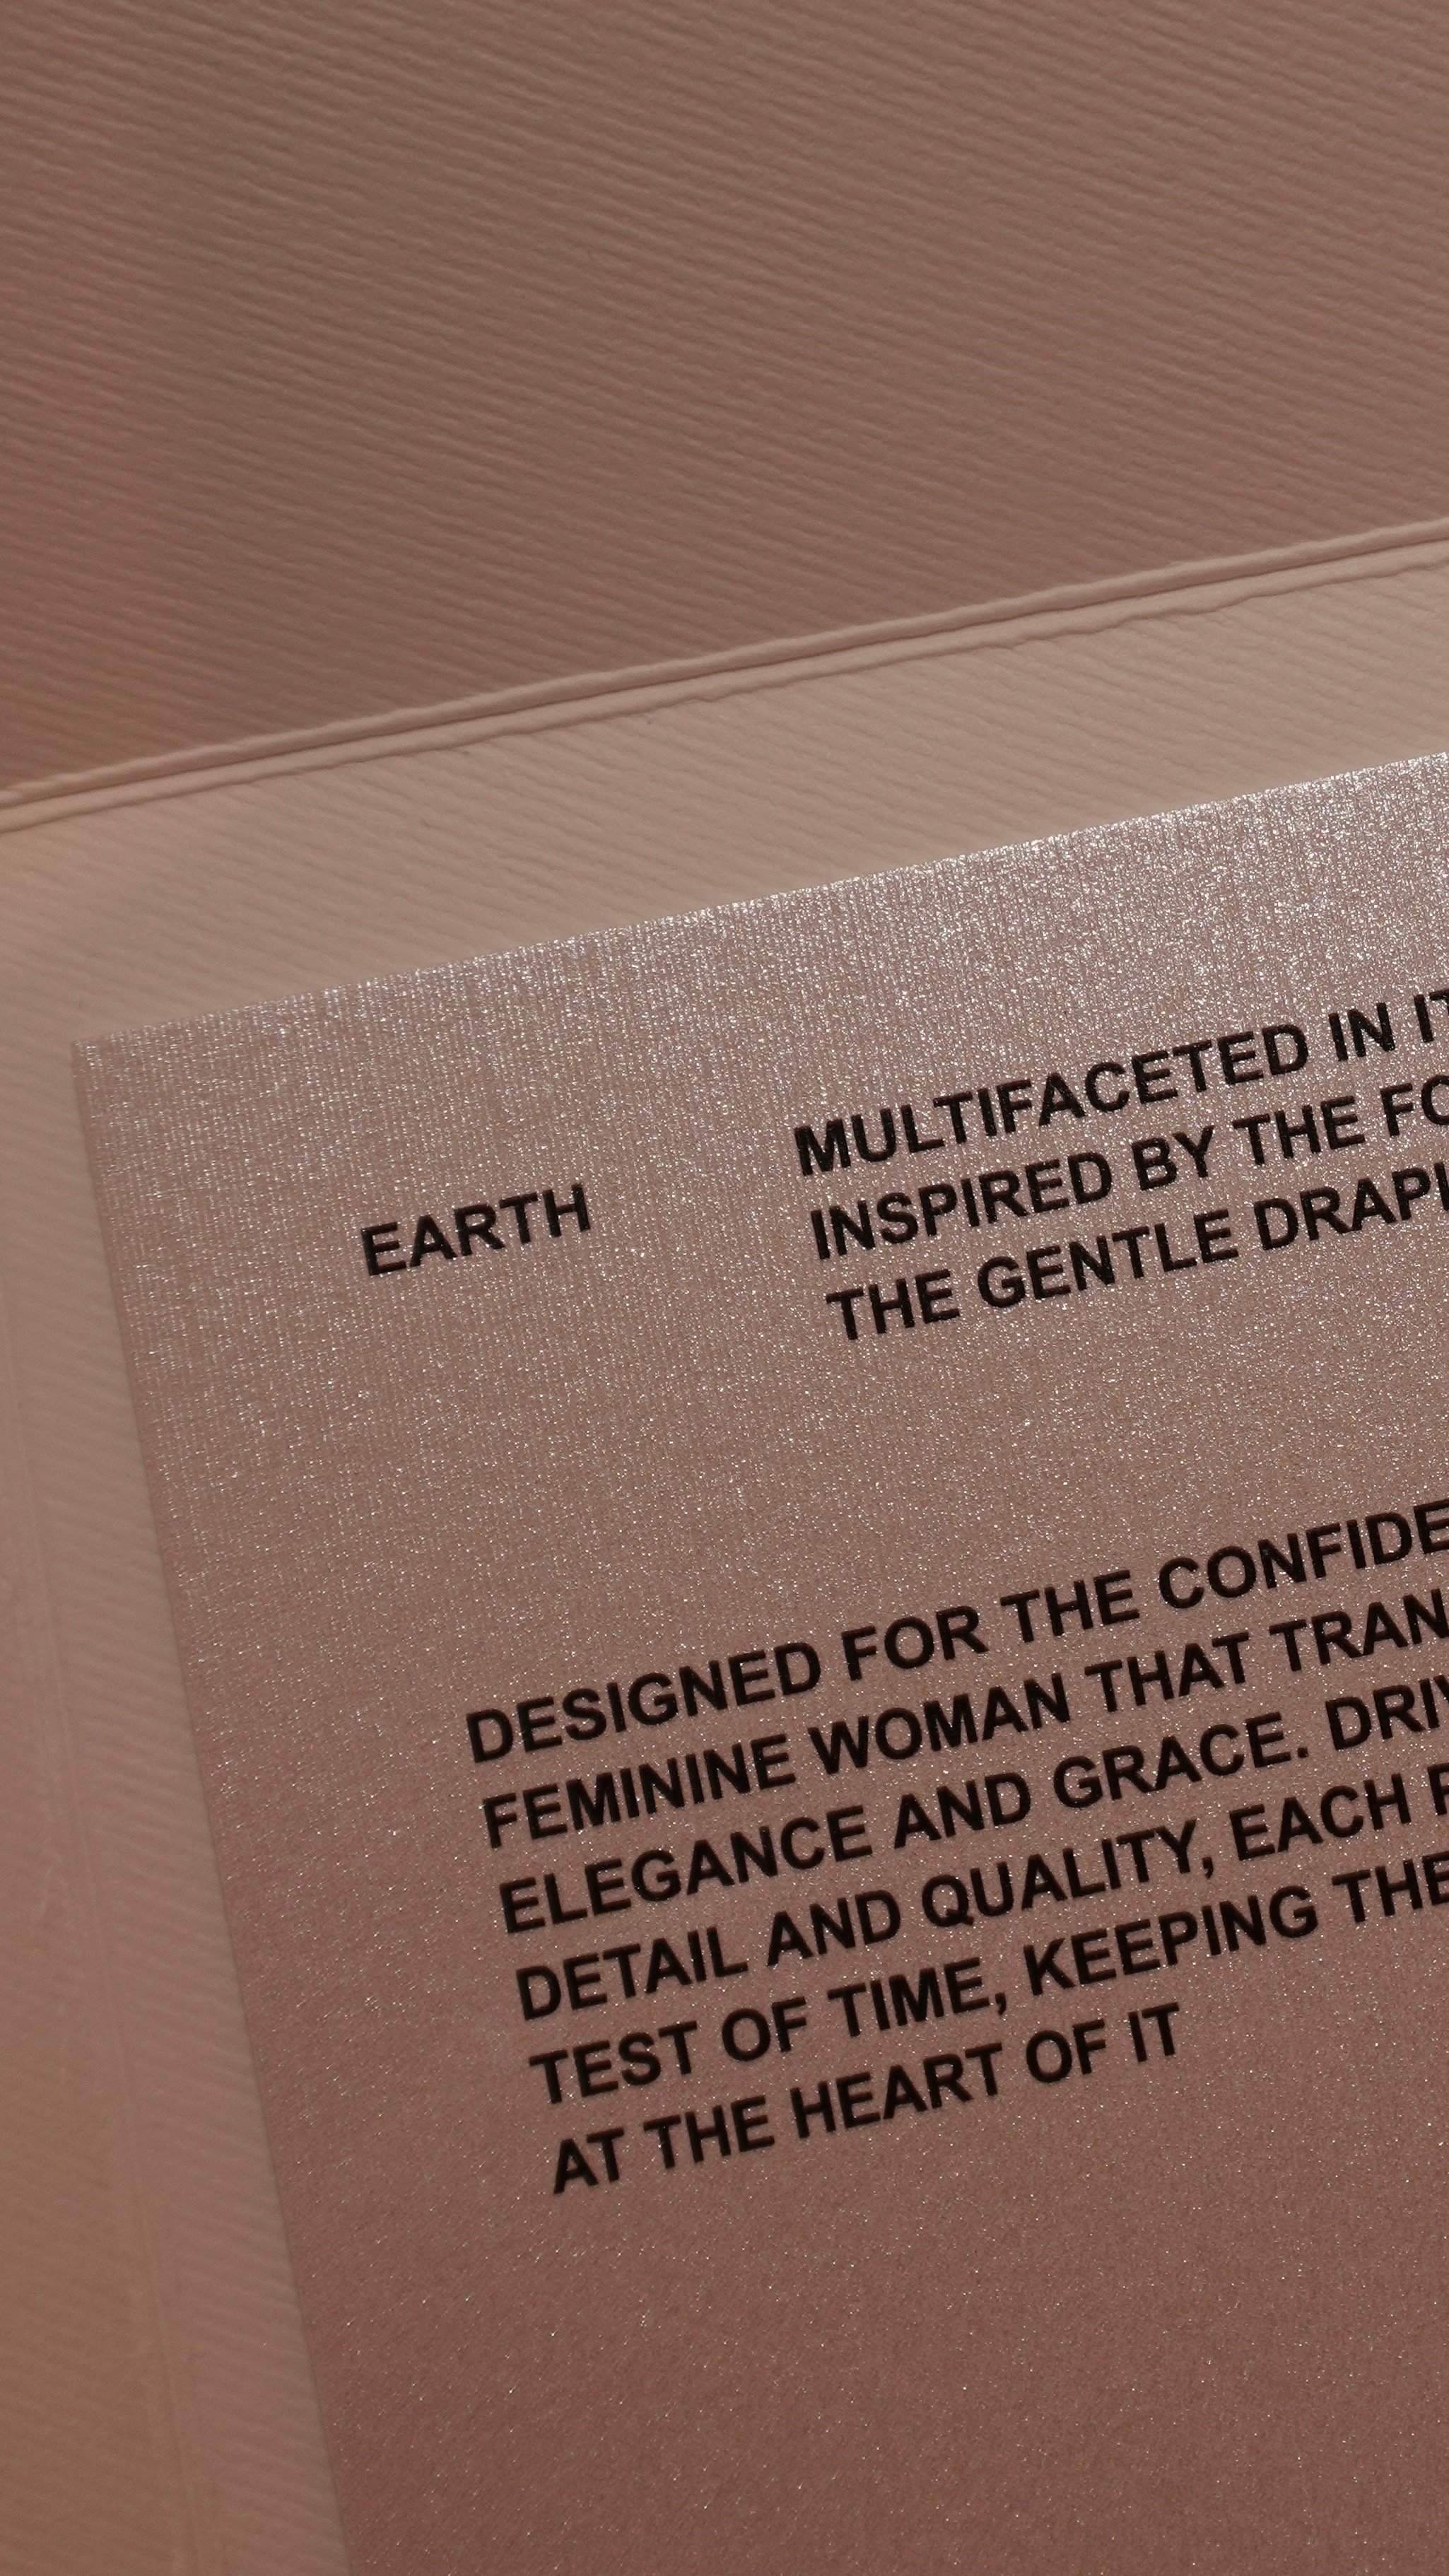 EARTH
MULTIFACETED IN
INSPIRED BY THE
THE GENTLE
DESIGNED FOR THE
FEMININE WOMAN THAT
ELEGANCE AND GRACE.
DETAIL AND QUALITY, EACH
TEST OF TIME, KEEPING THE
AT THE HEART OF IT